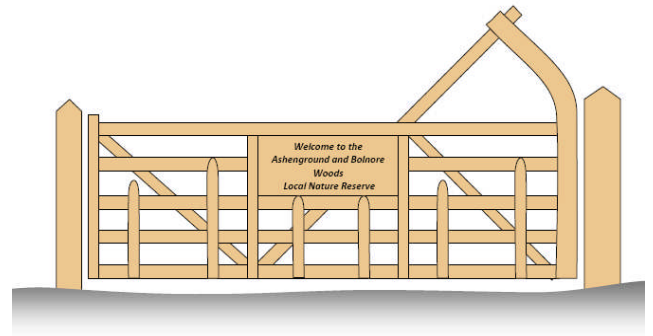 Welcome to the
Ashenground and Bolnore
Woods
Local Nature Reserve